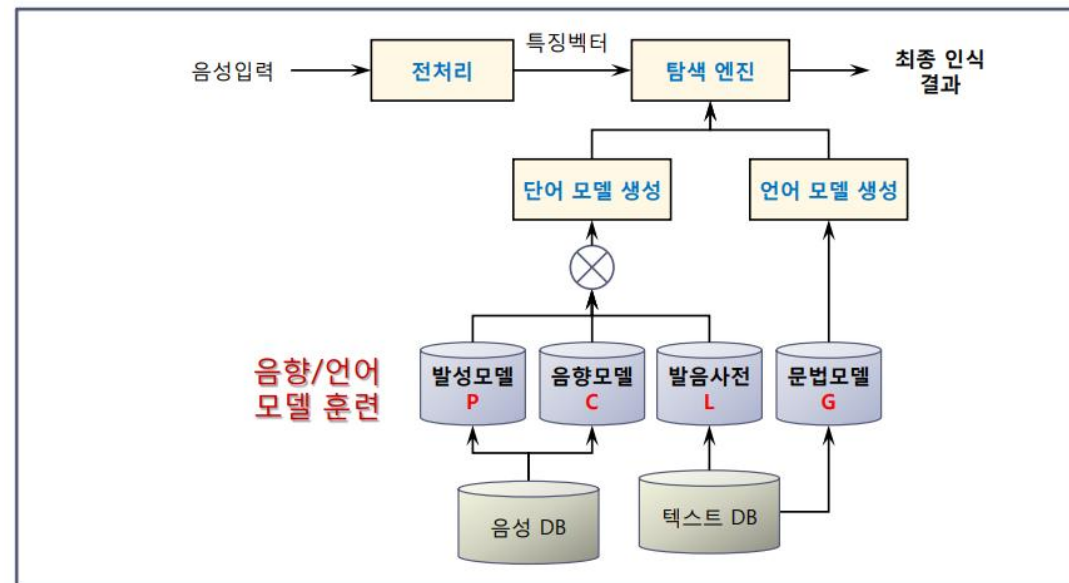 음성입력
전처리
특징벡터
탐색 엔진
최종 인식
결과
단어 모델 생성
언어 모델 생성
음향/언어
모델 훈련
발성모델
P
음향모델
C
발음사전
L
문법모델
G
음성 DB
텍스트 DB